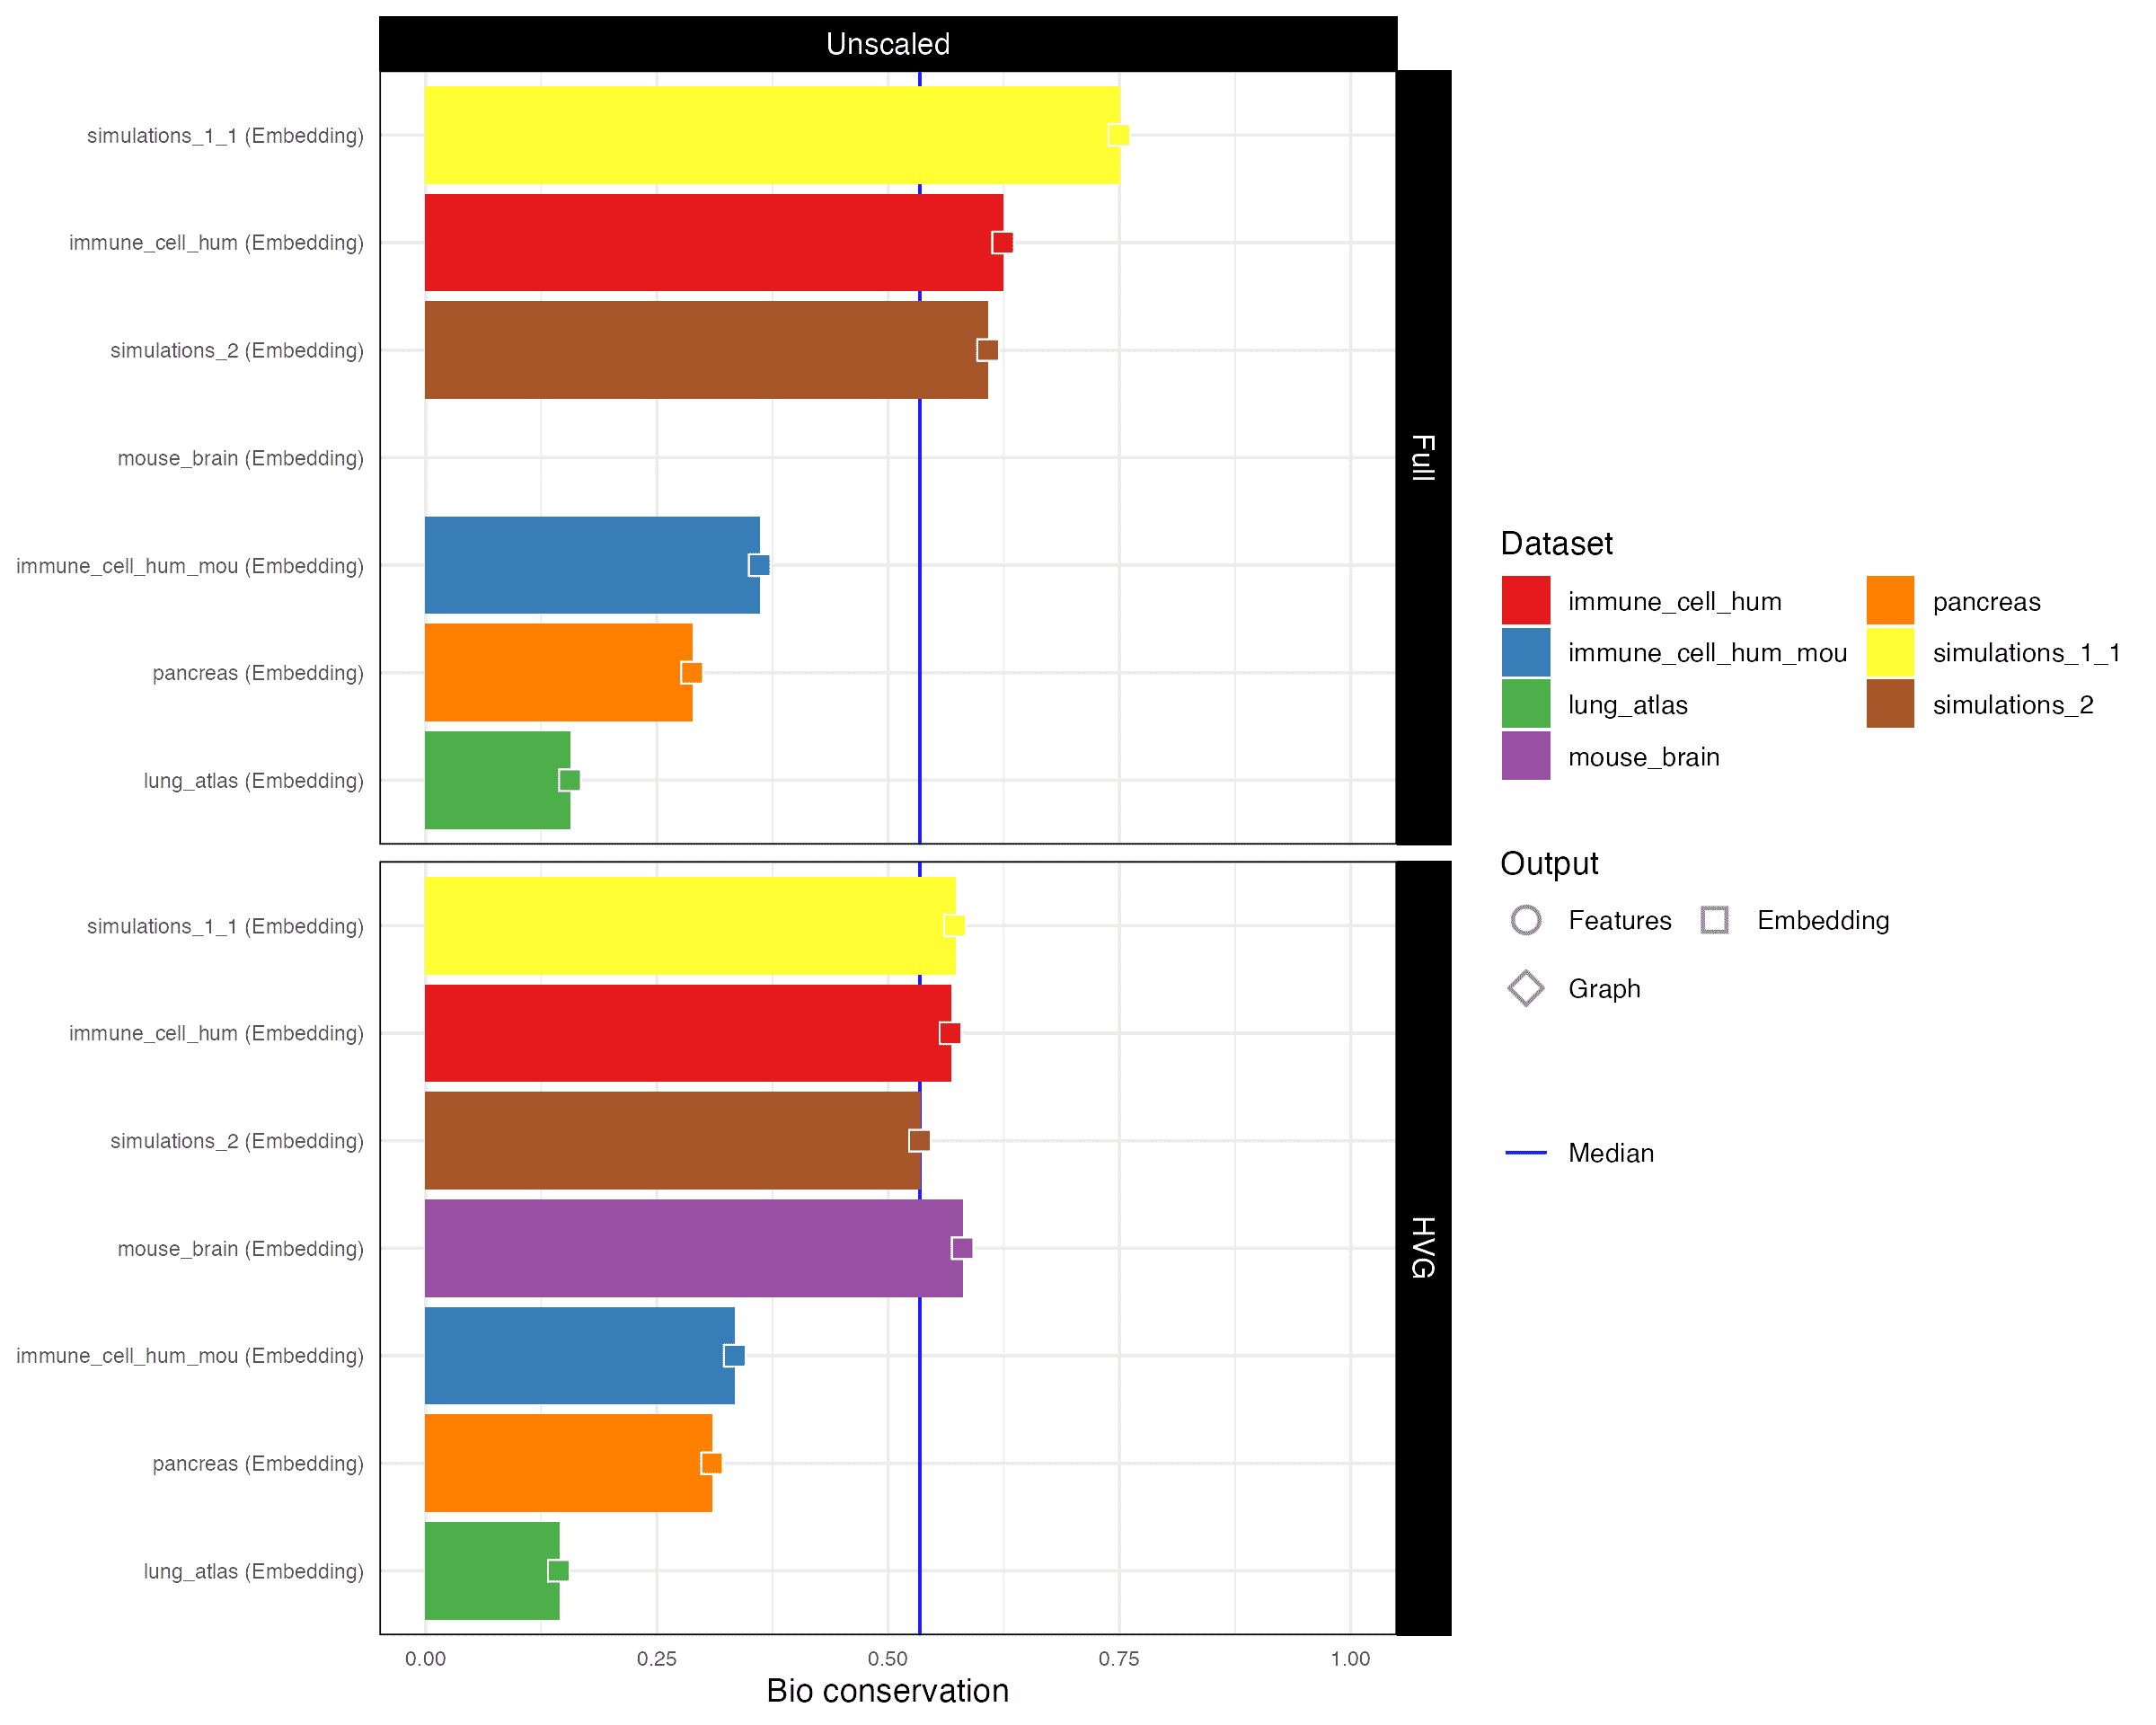 Unscaled
simulations_1_1 (Embedding)
immune_cell_hum (Embedding)
simulations_2 (Embedding)
mouse_brain (Embedding)
immune_cell_hum_mou (Embedding)
pancreas (Embedding)
lung_atlas (Embedding)
Full
simulations_1_1 (Embedding)
immune_cell_hum (Embedding)
simulations_2 (Embedding)
mouse_brain (Embedding)
immune_cell_hum_mou (Embedding)
pancreas (Embedding)
lung_atlas (Embedding)
HVG
0.00 0.25 0.50 0.75 1.00
Bio conservation
Dataset
immune_cell_hum pancreas
immune_cell_hum_mou simulations_1_1
lung_atlas simulations_2
mouse_brain
Output
Features Embedding
Graph
Median